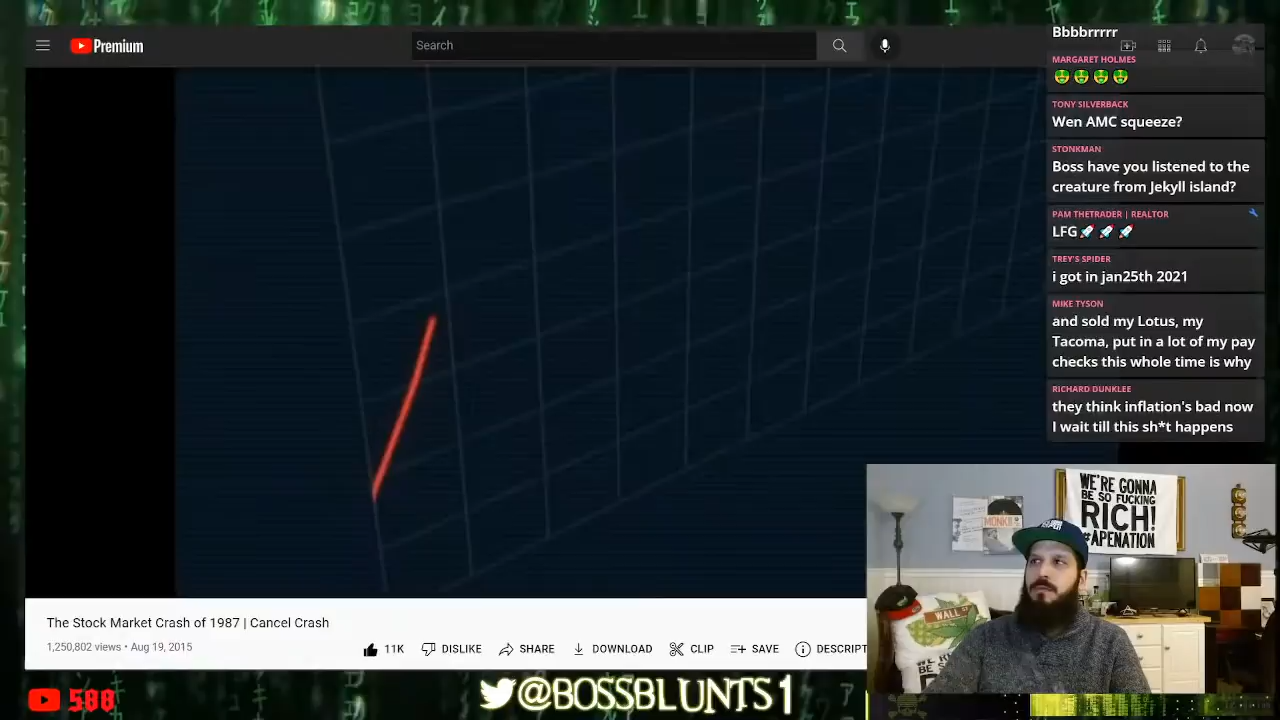 Premium
Search
Bbbbrrrrr
MARGARET HOLMES
TONY SILVERBACK
Wen AMC squeeze?
STONKMAN
Boss have you listened to the
creature from Jekyll island?
PAM THETRADER | REALTOR
LFG🚀🚀🚀
TREY'S SPIDER
i got in jan25th 2021
MIKE TYSON
and sold my Lotus, my
Tacoma, put in a lot of my pay
checks this whole time is why
RICHARD DUNKLEE
they think inflation's bad now
I wait till this sh*t happens
WE'RE GONNA
BE SO FUCKING
RICH!
#APENATION
MONK
WALL
The Stock Market Crash of 1987 | Cancel Crash
1,250,802 views • Aug 19, 2015
11K
DISLIKE
SHARE
DOWNLOAD
CLIP
SAVE
DESCRIPT
588
@BOSSBLUNTS1